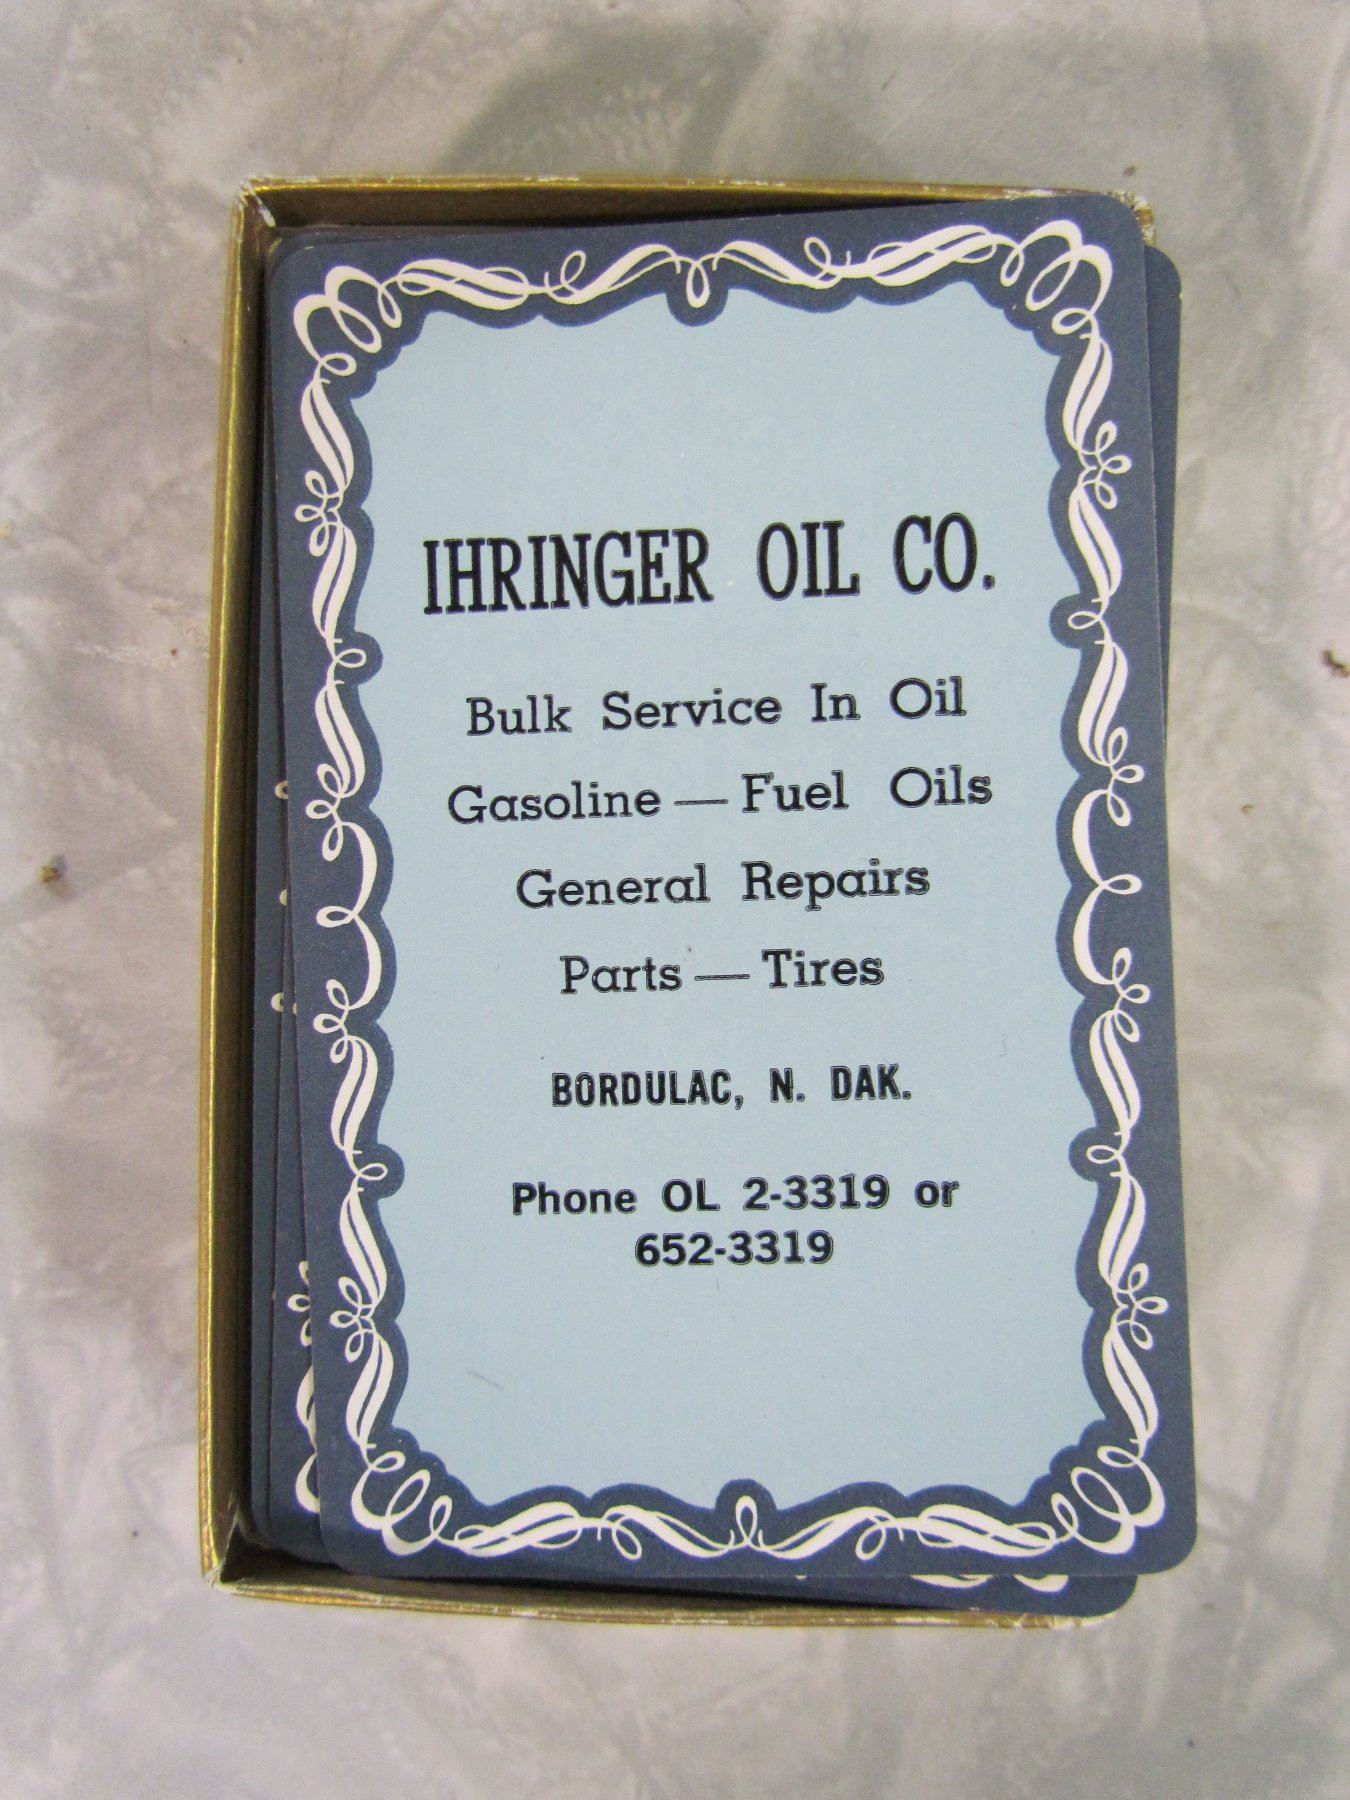 IHRINGER OIL CO.
Bulk Service In Oil
Gasoline — Fuel Oils
General Repairs
Parts — Tires
BORDULAC, N. DAK.
Phone OL 2-3319 or
652-3319